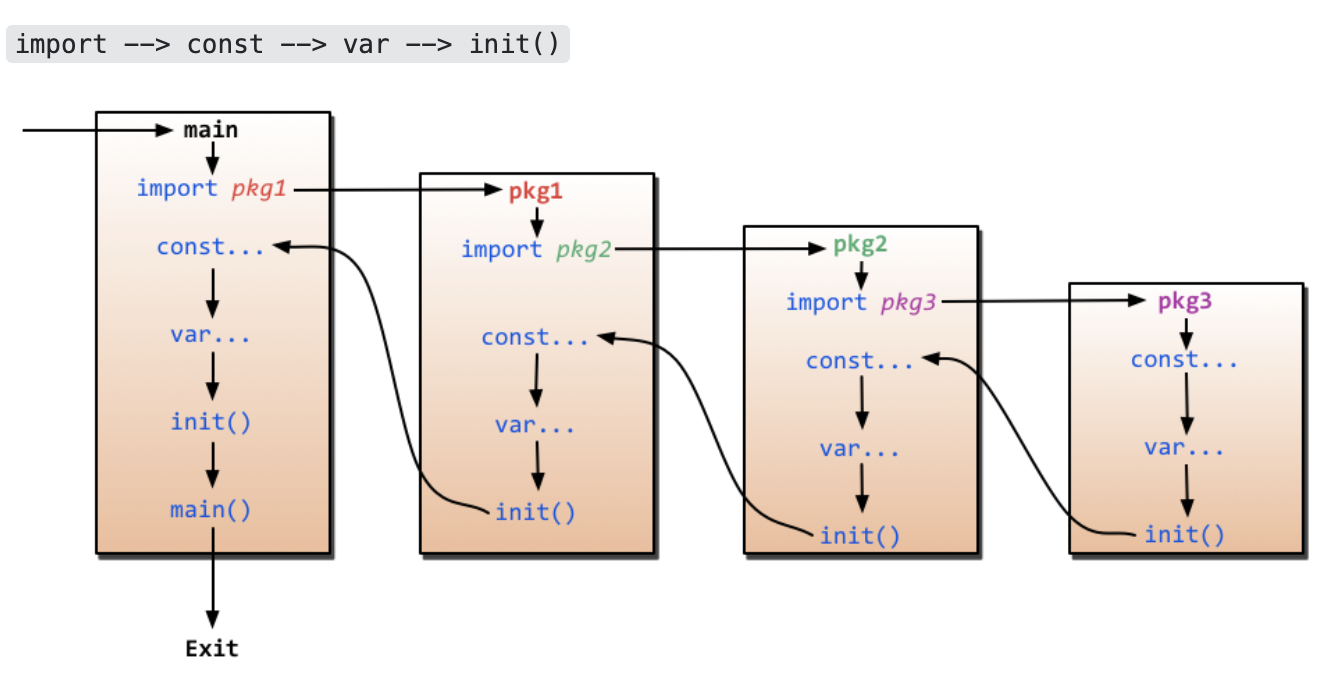 import --> const --> var --> init()
main
import pkg1
const...
var...
init()
main()
Exit
pkg1
import pkg2
const...
var...
init()
pkg2
import pkg3
const...
var...
init()
pkg3
const...
var...
init()